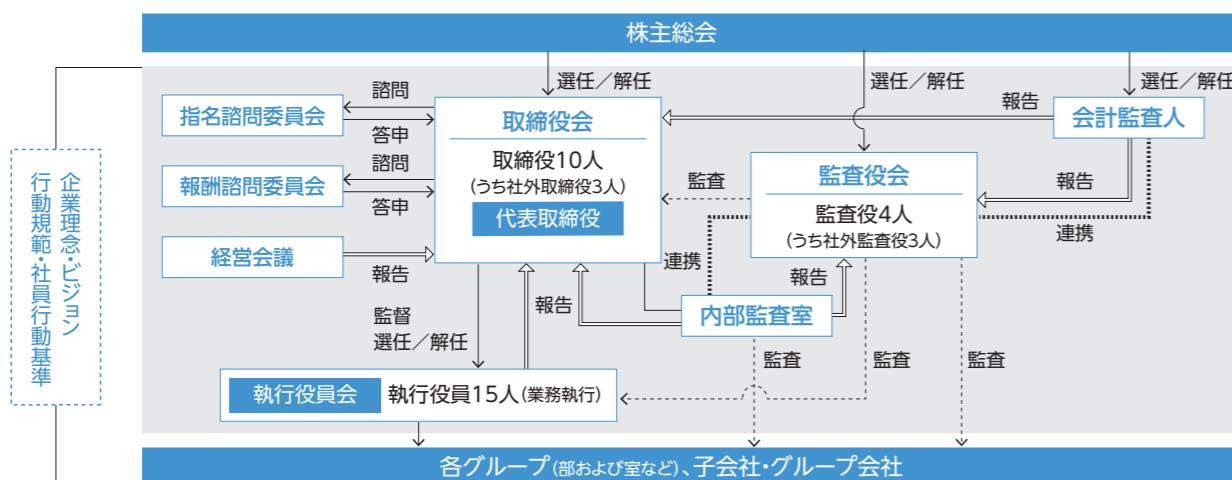 株主総会
選任／解任
選任／解任
選任／解任
指名諮問委員会
諮問
答申
報酬諮問委員会
諮問
答申
経営会議
報告
取締役会
取締役10人
(うち社外取締役3人)
代表取締役
報告
会計監査人
監査
監査役会
監査役4人
(うち社外監査役3人)
報告
連携
連携
報告
内部監査室
監督
選任／解任
報告
監査
監査
監査
執行役員会 執行役員15人(業務執行)
企業理念・ビジョン
行動規範・社員行動基準
各グループ(部および室など)、子会社・グループ会社